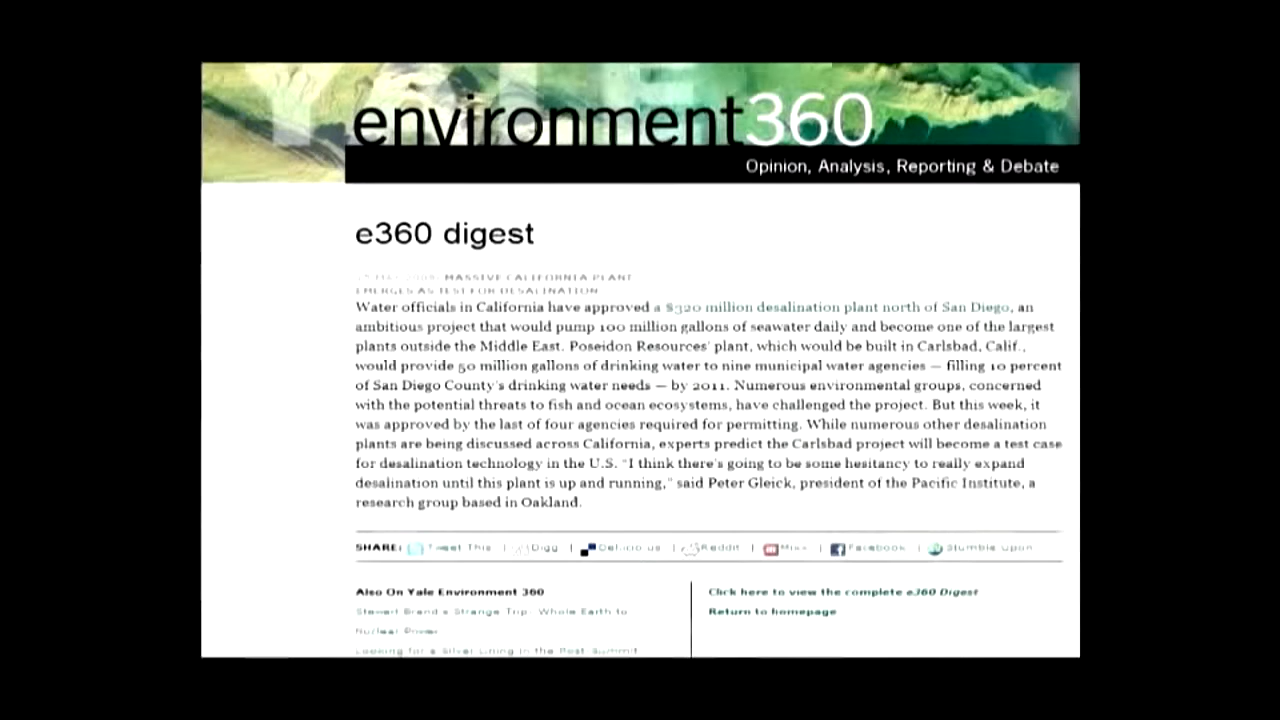 YALE
environment360
Opinion, Analysis, Reporting & Debate
e360 digest
MASSIVE CALIFORNIA PLANT
EMERGES AS TEST FOR DESALINATION
Water officials in California have approved a $320 million desalination plant north of San Diego, an
ambitious project that would pump 100 million gallons of seawater daily and become one of the largest
plants outside the Middle East. Poseidon Resources' plant, which would be built in Carlsbad, Calif.,
would provide 50 million gallons of drinking water to nine municipal water agencies — filling 10 percent
of San Diego County's drinking water needs — by 2011. Numerous environmental groups, concerned
with the potential threats to fish and ocean ecosystems, have challenged the project. But this week, it
was approved by the last of four agencies required for permitting. While numerous other desalination
plants are being discussed across California, experts predict the Carlsbad project will become a test case
for desalination technology in the U.S. "I think there's going to be some hesitancy to really expand
desalination until this plant is up and running," said Peter Gleick, president of the Pacific Institute, a
research group based in Oakland.
SHARE: Tweet This | Digg | Del.icio.us | Reddit | Mixx | Facebook | Stumble Upon
Also On Yale Environment 360
Stewart Brand's Strange Trip: Whole Earth to
Nuclear Power
Looking for a Silver Lining in the Post-Summit
Click here to view the complete e360 Digest
Return to homepage